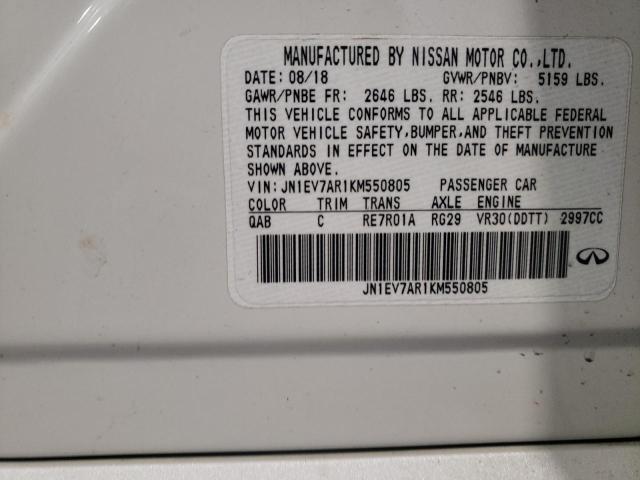 MANUFACTURED BY NISSAN MOTOR CO.,LTD.
DATE: 08/18 GVWR/PNBV: 5159 LBS.
GAWR/PNBE FR: 2646 LBS. RR: 2546 LBS.
THIS VEHICLE CONFORMS TO ALL APPLICABLE FEDERAL
MOTOR VEHICLE SAFETY,BUMPER,AND THEFT PREVENTION
STANDARDS IN EFFECT ON THE DATE OF MANUFACTURE
SHOWN ABOVE.
VIN: JN1EV7AR1KM550805 PASSENGER CAR
COLOR TRIM TRANS AXLE ENGINE
QAB C RE7R01A RG29 VR30(DDTT) 2997CC
JN1EV7AR1KM550805